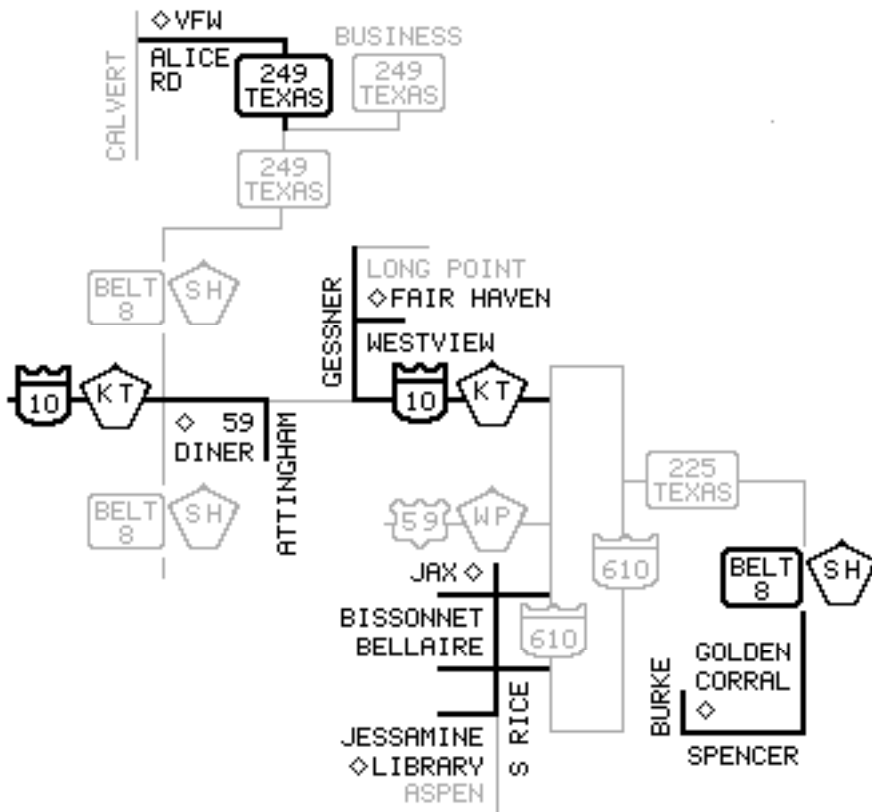 ◇VFW
BUSINESS
CALVERT
ALICE
RD
249
TEXAS
249
TEXAS
249
TEXAS
BELT
8
SH
GESSNER
LONG POINT
◇FAIR HAVEN
WESTVIEW
10
KT
10
KT
◇ 59
DINER
ATTINGHAM
225
TEXAS
BELT
8
SH
59
WP
610
JAX◇
BELT
8
SH
BISSONNET
BELLAIRE
610
BURKE
GOLDEN
CORRAL
◇
S RICE
JESSAMINE
◇LIBRARY
ASPEN
SPENCER